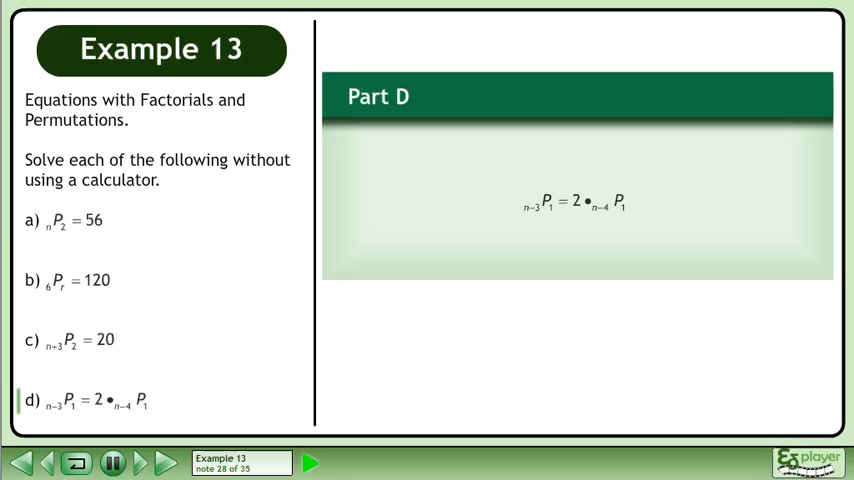 Example 13
Equations with Factorials and
Permutations.
Solve each of the following without
using a calculator.
a) ₙP₂ = 56
b) ₆Pᵣ = 120
c) ₙ₊₃P₂ = 20
d) ₙ₋₃P₁ = 2 •ₙ₋₄ P₁
Part D
ₙ₋₃P₁ = 2 •ₙ₋₄ P₁
Example 13
note 28 of 35
player